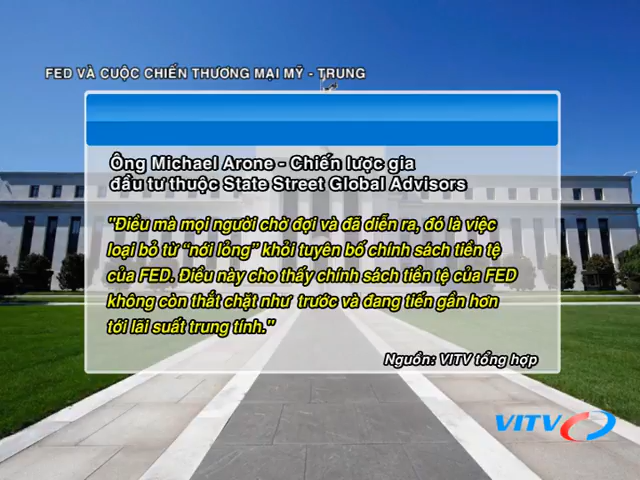 FED VÀ CUỘC CHIẾN THƯƠNG MẠI MỸ - TRUNG
Ông Michael Arone - Chiến lược gia
đầu tư thuộc State Street Global Advisors
"Điều mà mọi người chờ đợi và đã diễn ra, đó là việc
loại bỏ từ “nới lỏng” khỏi tuyên bố chính sách tiền tệ
của FED. Điều này cho thấy chính sách tiền tệ của FED
không còn thắt chặt như trước và đang tiến gần hơn
tới lãi suất trung tính."
Nguồn: VITV tổng hợp
VITV